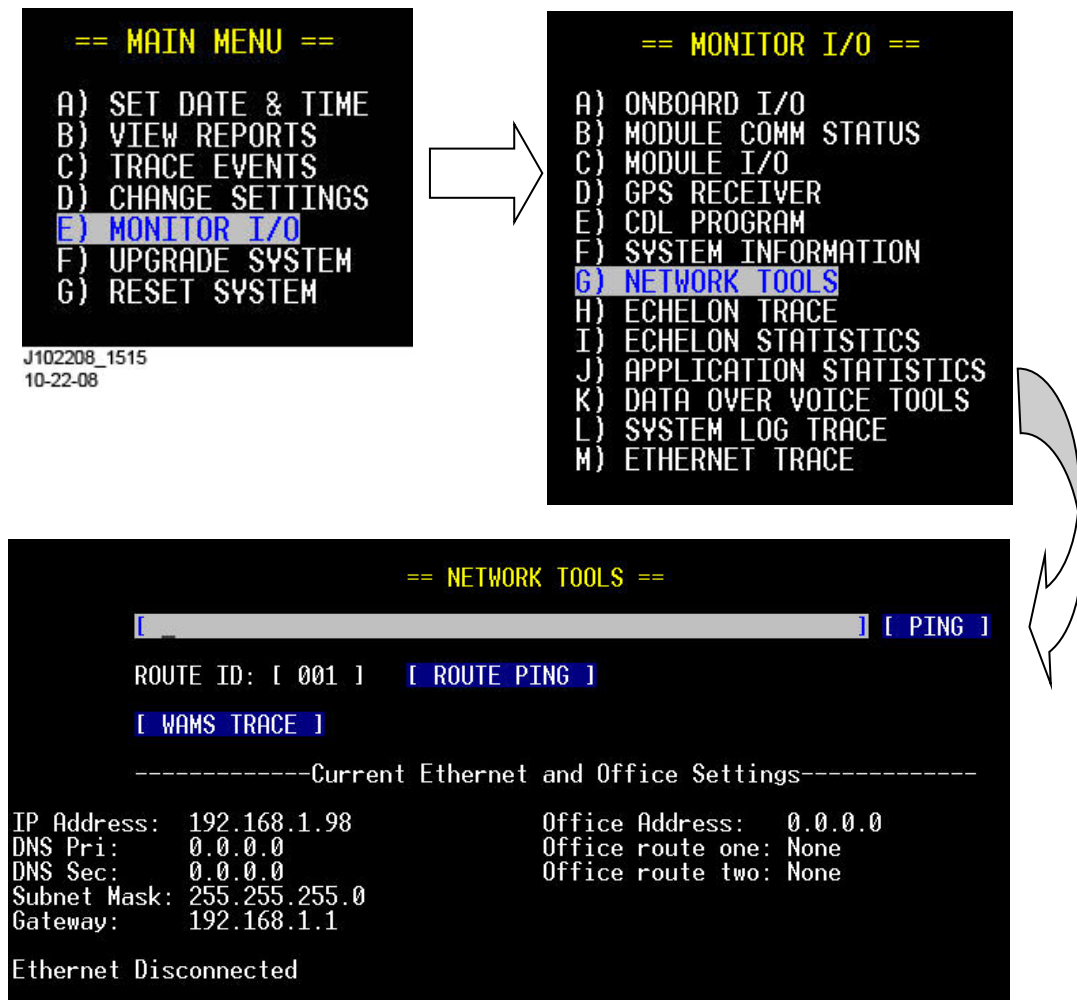 == MAIN MENU ==
A) SET DATE & TIME
B) VIEW REPORTS
C) TRACE EVENTS
D) CHANGE SETTINGS
E) MONITOR I/O
F) UPGRADE SYSTEM
G) RESET SYSTEM
J102208_1515
10-22-08
== MONITOR I/O ==
A) ONBOARD I/O
B) MODULE COMM STATUS
C) MODULE I/O
D) GPS RECEIVER
E) CDL PROGRAM
F) SYSTEM INFORMATION
G) NETWORK TOOLS
H) ECHELON TRACE
I) ECHELON STATISTICS
J) APPLICATION STATISTICS
K) DATA OVER VOICE TOOLS
L) SYSTEM LOG TRACE
M) ETHERNET TRACE
== NETWORK TOOLS ==
[ _ ] [ PING ]
ROUTE ID: [ 001 ] [ ROUTE PING ]
[ WAMS TRACE ]
-------------Current Ethernet and Office Settings-------------
IP Address: 192.168.1.98 Office Address: 0.0.0.0
DNS Pri: 0.0.0.0 Office route one: None
DNS Sec: 0.0.0.0 Office route two: None
Subnet Mask: 255.255.255.0
Gateway: 192.168.1.1
Ethernet Disconnected